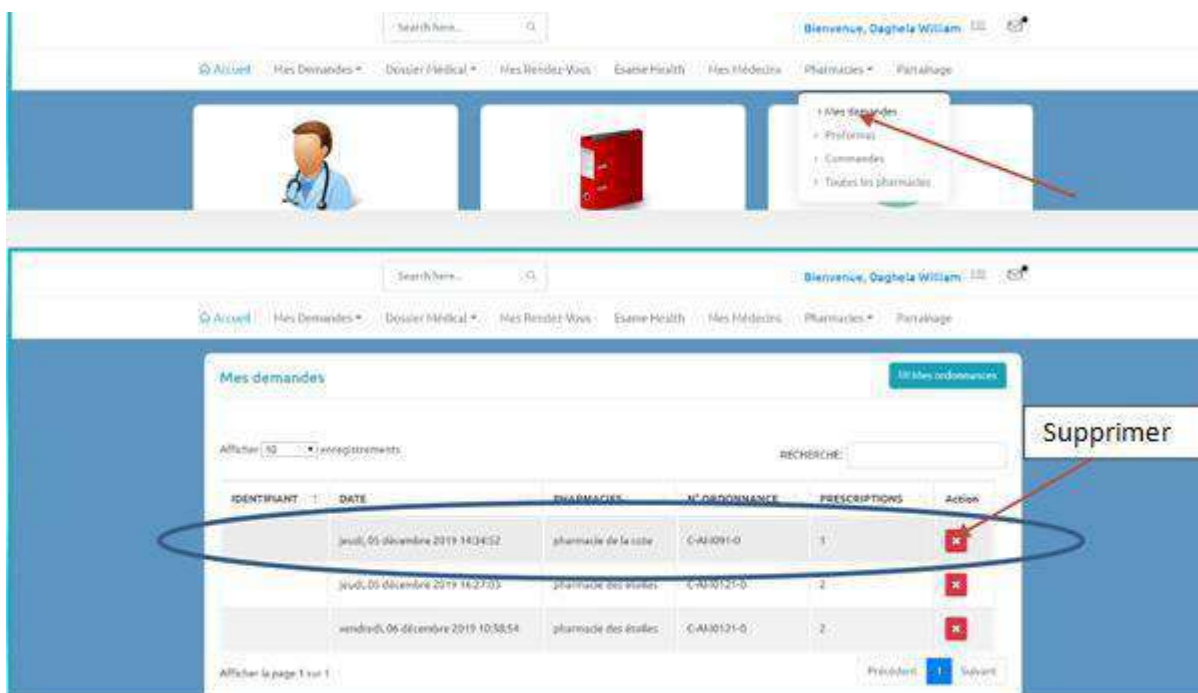 Search here...
Bienvenue, Daghela William
Accueil Mes Demandes Dossier Médical Mes Rendez-Vous Esame Health Mes Médecins Pharmacies Parrainage
Mes demandes
Proformas
Commandes
Toutes les pharmacies
Search here...
Bienvenue, Daghela William
Accueil Mes Demandes Dossier Médical Mes Rendez-Vous Esame Health Mes Médecins Pharmacies Parrainage
Mes demandes
Mes ordonnances
Supprimer
Afficher 10 enregistrements
RECHERCHE:
IDENTIFIANT DATE PHARMACIES N° ORDONNANCE PRESCRIPTIONS Action
jeudi, 05 décembre 2019 14:34:52 pharmacie de la cote 1
jeudi, 05 décembre 2019 16:27:03 pharmacie des étoiles 2
vendredi, 06 décembre 2019 10:58:54 pharmacie des étoiles 2
Afficher la page 1 sur 1
Précédent 1 Suivant